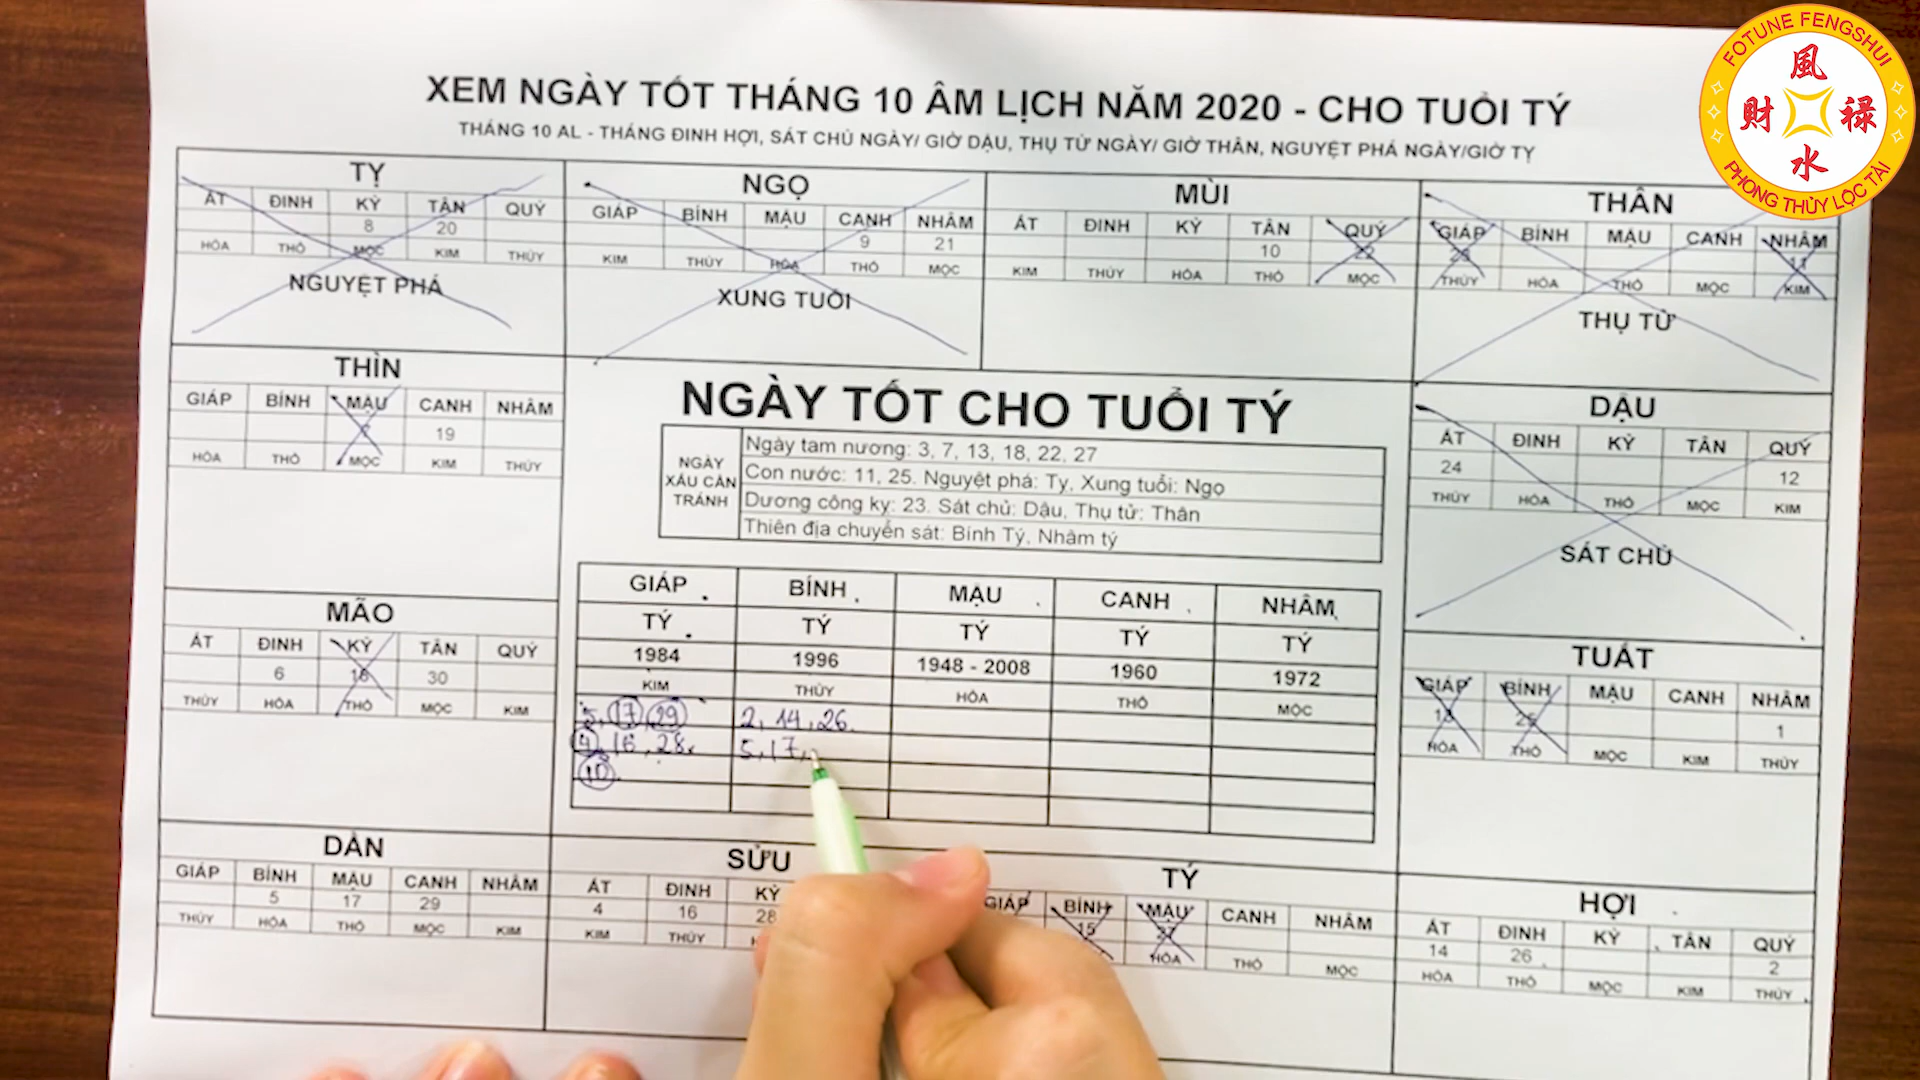 FOTUNE FENGSHUI
風
財 禄
水
PHONG THỦY LỘC TÀI
XEM NGÀY TỐT THÁNG 10 ÂM LỊCH NĂM 2020 - CHO TUỔI TÝ
THÁNG 10 AL - THÁNG ĐINH HỢI, SÁT CHỦ NGÀY/ GIỜ DẬU, THỤ TỬ NGÀY/ GIỜ THÂN, NGUYỆT PHÁ NGÀY/GIỜ TỴ
TỴ
ẤT ĐINH KỶ TÂN QUÝ
8 20
HỎA THỔ MỘC KIM THỦY
NGUYỆT PHÁ
NGỌ
GIÁP BÍNH MẬU CANH NHÂM
9 21
KIM THỦY HỎA THỔ MỘC
XUNG TUỔI
MÙI
ẤT ĐINH KỶ TÂN QUÝ
10 22
KIM THỦY HỎA THỔ MỘC
THÂN
GIÁP BÍNH MẬU CANH NHÂM
23 11
THỦY HỎA THỔ MỘC KIM
THỤ TỬ
THÌN
GIÁP BÍNH MẬU CANH NHÂM
7 19
HỎA THỔ MỘC KIM THỦY
NGÀY TỐT CHO TUỔI TÝ
NGÀY XẤU CẦN TRÁNH
Ngày tam nương: 3, 7, 13, 18, 22, 27
Con nước: 11, 25. Nguyệt phá: Tỵ, Xung tuổi: Ngọ
Dương công kỵ: 23. Sát chủ: Dậu, Thụ tử: Thân
Thiên địa chuyển sát: Bính Tý, Nhâm tý
DẬU
ẤT ĐINH KỶ TÂN QUÝ
24 12
THỦY HỎA THỔ MỘC KIM
SÁT CHỦ
MÃO
ẤT ĐINH KỶ TÂN QUÝ
6 18 30
THỦY HỎA THỔ MỘC KIM
GIÁP BÍNH MẬU CANH NHÂM
TÝ TÝ TÝ TÝ TÝ
1984 1996 1948 - 2008 1960 1972
KIM THỦY HỎA THỔ MỘC
5, 17, 29 2, 14, 26.
4, 16, 28. 5, 17,
10.
TUẤT
GIÁP BÍNH MẬU CANH NHÂM
13 25 1
HỎA THỔ MỘC KIM THỦY
DẦN
GIÁP BÍNH MẬU CANH NHÂM
5 17 29
THỦY HỎA THỔ MỘC KIM
SỬU
ẤT ĐINH KỶ
4 16 28
KIM THỦY
TÝ
GIÁP BÍNH MẬU CANH NHÂM
15 27
HỎA THỔ MỘC
HỢI
ẤT ĐINH KỶ TÂN QUÝ
14 26 2
HỎA THỔ MỘC KIM THỦY